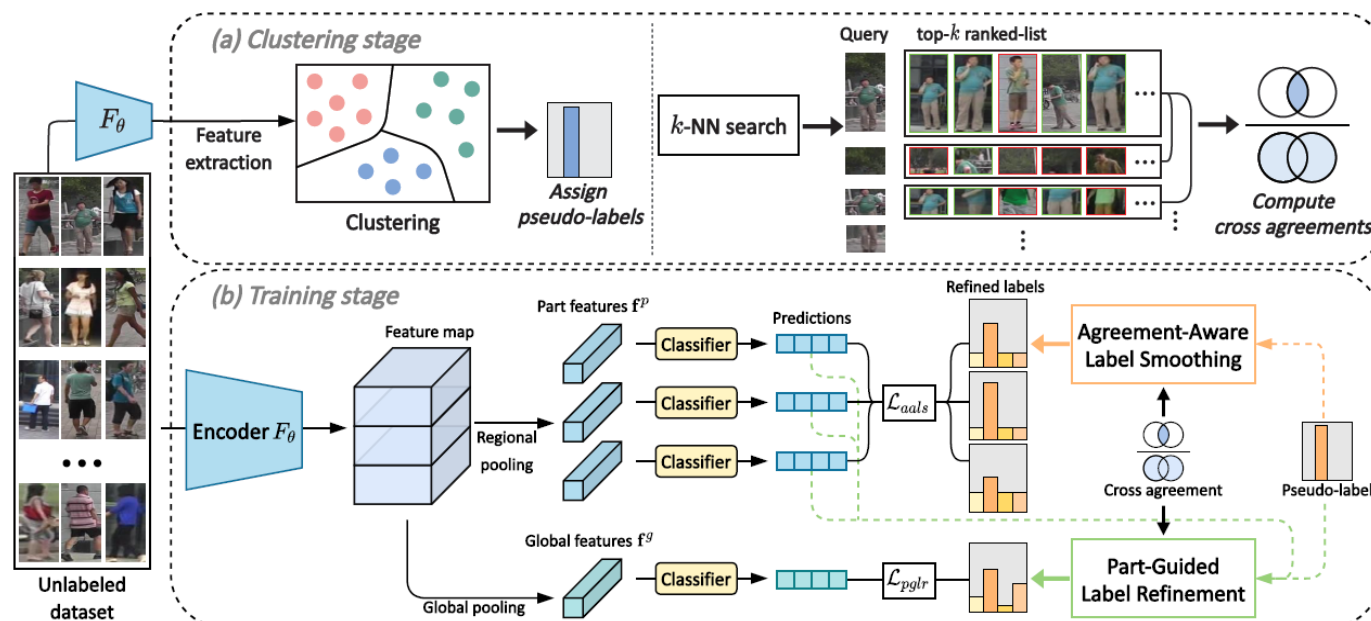 (a) Clustering stage
F_θ
Feature
extraction
Clustering
Assign
pseudo-labels
k-NN search
Query
top-k ranked-list
...
...
...
Compute
cross agreements
Unlabeled
dataset
(b) Training stage
Encoder F_θ
Feature map
Regional
pooling
Global pooling
Part features f^p
Classifier
Classifier
Classifier
Predictions
L_aals
Refined labels
Agreement-Aware
Label Smoothing
Cross agreement
Pseudo-label
Global features f^g
Classifier
L_pglr
Part-Guided
Label Refinement